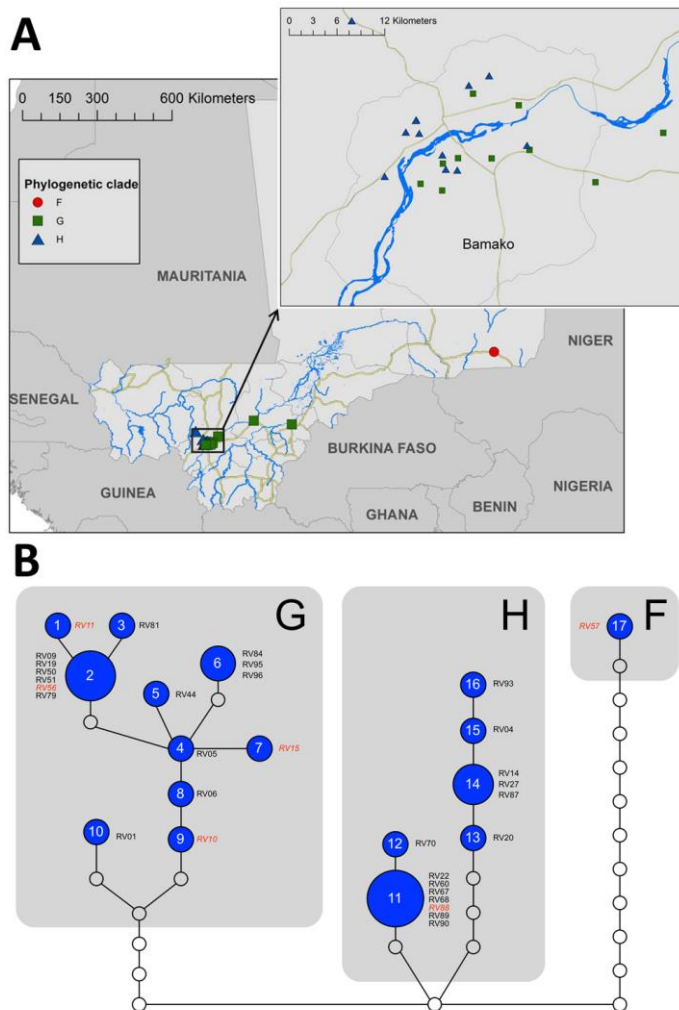 A
0 3 6 12 Kilometers
0 150 300 600 Kilometers
Phylogenetic clade
F
G
H
MAURITANIA
Bamako
NIGER
SENEGAL
BURKINA FASO
GUINEA
BENIN
NIGERIA
GHANA
B
G
H
F
1 RV11
3 RV81
RV09
RV19
RV50
RV51
RV56
RV79
2
6
RV84
RV95
RV96
5 RV44
4 RV05
7 RV15
8 RV06
10 RV01
9 RV10
16 RV93
15 RV04
14
RV14
RV27
RV87
12 RV70
13 RV20
11
RV22
RV60
RV67
RV68
RV88
RV89
RV90
RV57 17